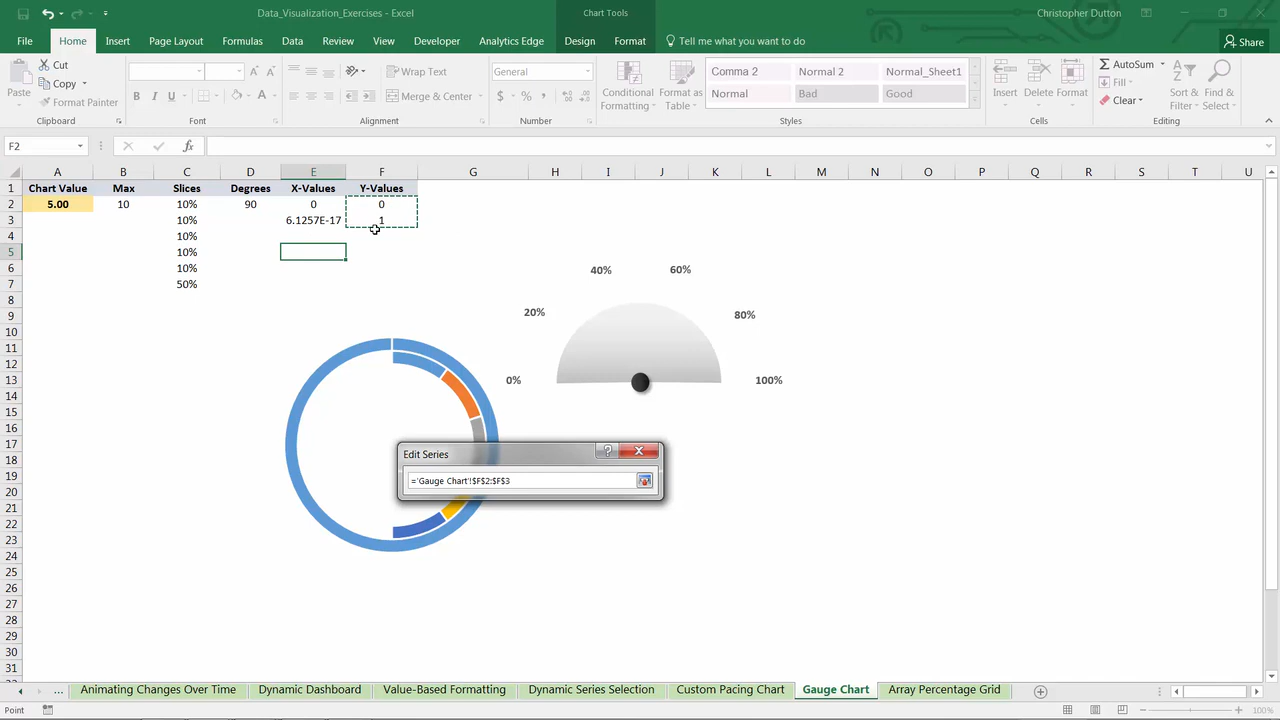 Data_Visualization_Exercises - Excel
Chart Tools
Christopher Dutton
File Home Insert Page Layout Formulas Data Review View Developer Analytics Edge Design Format Tell me what you want to do Share
Paste
Cut
Copy
Format Painter
Clipboard
B I U A
Font
Wrap Text
Merge & Center
Alignment
General
$ % ,
Number
Conditional Formatting
Format as Table
Comma 2 Normal 2 Normal_Sheet1
Normal Bad Good
Styles
Insert Delete Format
Cells
AutoSum
Fill
Clear
Sort & Filter
Find & Select
Editing
F2 fx
A B C D E F G H I J K L M N O P Q R S T U
1 Chart Value Max Slices Degrees X-Values Y-Values
2 5.00 10 10% 90 0 0
3 10% 6.1257E-17 1
4 10%
5 10%
6 10%
7 50%
8
9
10
11
12
13
14
15
16
17
18
19
20
21
22
23
24
25
26
27
28
29
30
31
40% 60%
20% 80%
0% 100%
Edit Series ?
='Gauge Chart'!$F$2:$F$3
... Animating Changes Over Time Dynamic Dashboard Value-Based Formatting Dynamic Series Selection Custom Pacing Chart Gauge Chart Array Percentage Grid
Point 100%